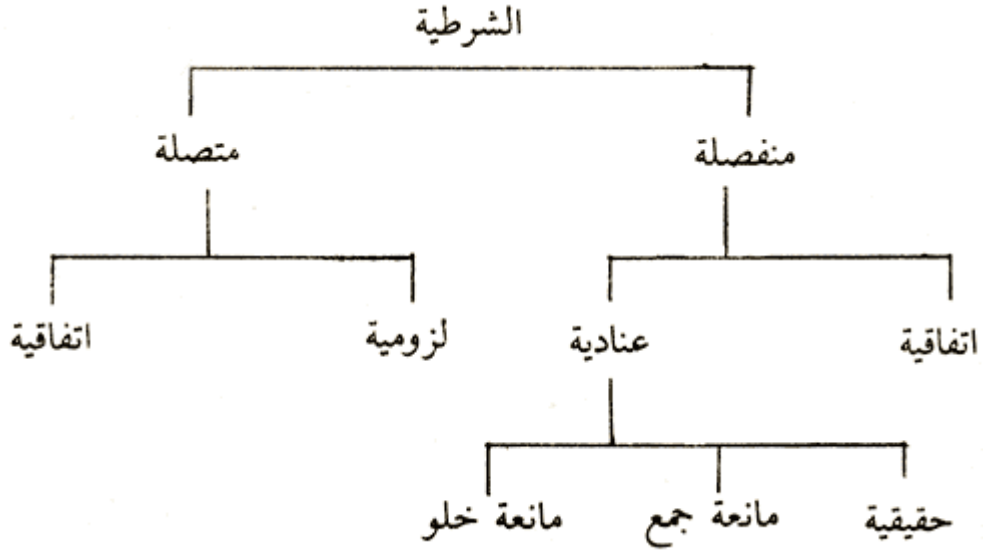 الشرطية
منفصلة متصلة
اتفاقية عنادية لزومية اتفاقية
حقيقية مانعة جمع مانعة خلو